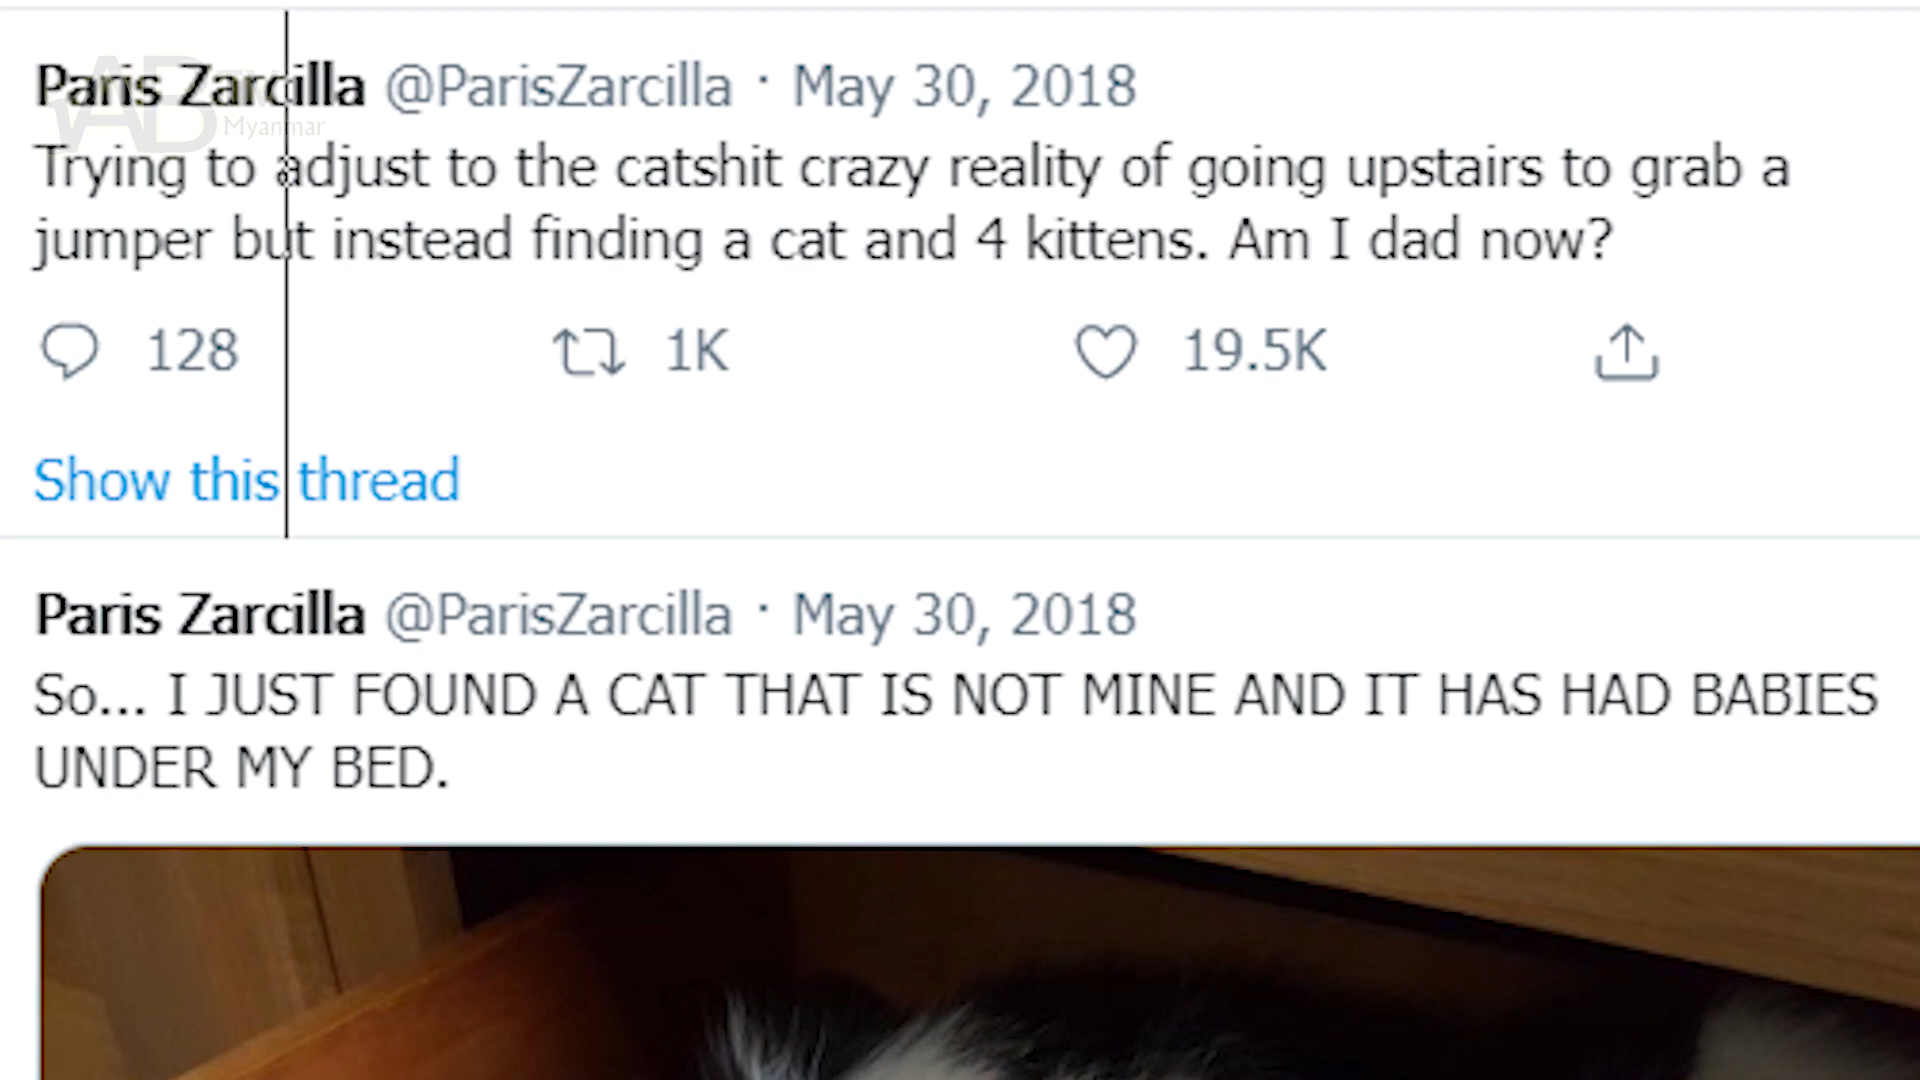 Paris Zarcilla @ParisZarcilla · May 30, 2018
Myanmar
Trying to adjust to the catshit crazy reality of going upstairs to grab a
jumper but instead finding a cat and 4 kittens. Am I dad now?
128 1K 19.5K
Show this thread
Paris Zarcilla @ParisZarcilla · May 30, 2018
So... I JUST FOUND A CAT THAT IS NOT MINE AND IT HAS HAD BABIES
UNDER MY BED.